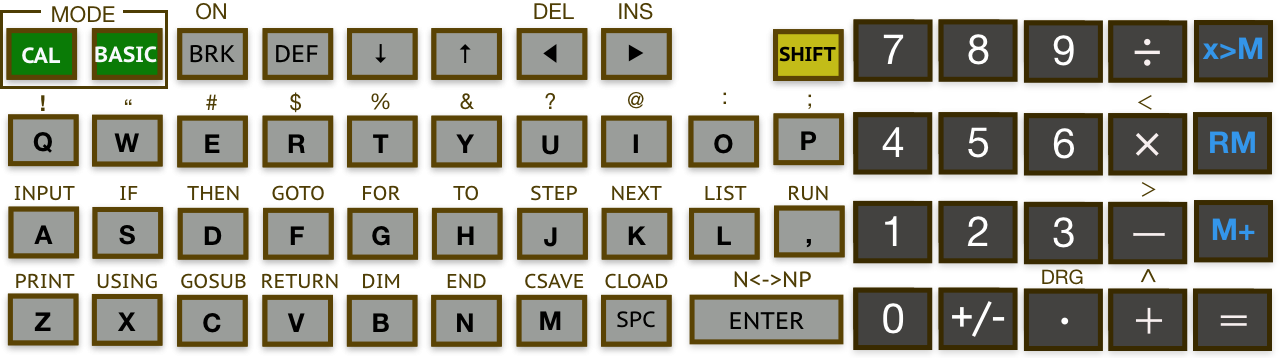 MODE ON DEL INS
CAL BASIC BRK DEF ↓ ↑ ◀ ▶ SHIFT 7 8 9 ÷ x>M
! “ # $ % & ? @ : ; <
Q W E R T Y U I O P 4 5 6 × RM
INPUT IF THEN GOTO FOR TO STEP NEXT LIST RUN >
A S D F G H J K L , 1 2 3 — M+
PRINT USING GOSUB RETURN DIM END CSAVE CLOAD N<->NP DRG ^
Z X C V B N M SPC ENTER 0 +/- · + =